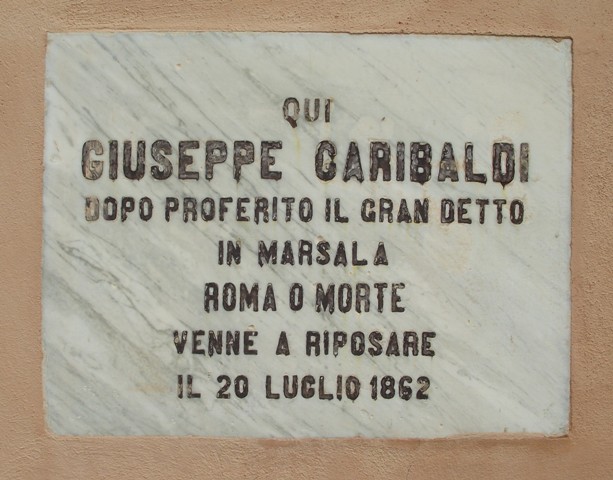 QUI
GIUSEPPE GARIBALDI
DOPO PROFERITO IL GRAN DETTO
IN MARSALA
ROMA O MORTE
VENNE A RIPOSARE
IL 20 LUGLIO 1862